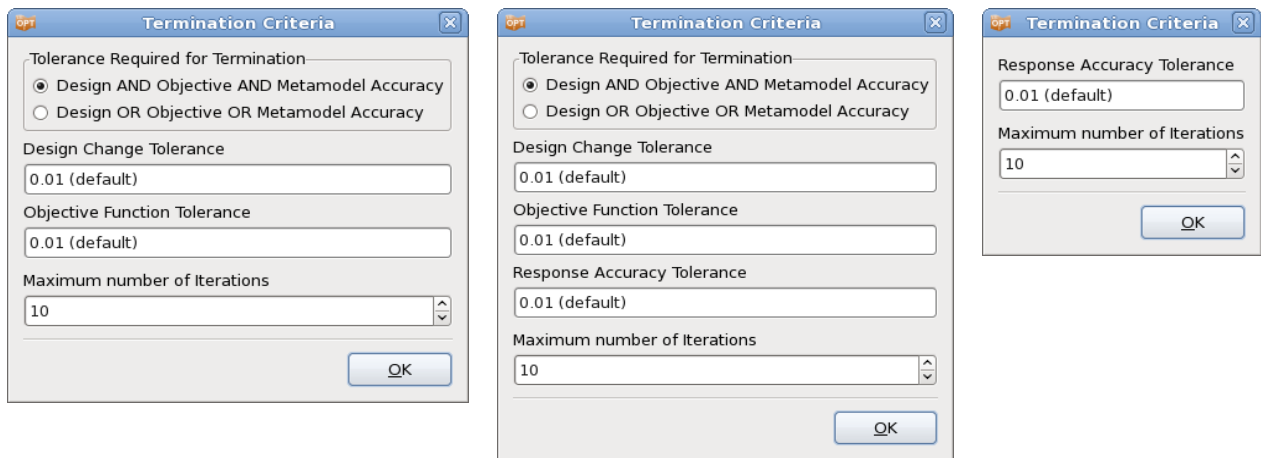 OPT Termination Criteria
Tolerance Required for Termination
Design AND Objective AND Metamodel Accuracy
Design OR Objective OR Metamodel Accuracy
Design Change Tolerance
0.01 (default)
Objective Function Tolerance
0.01 (default)
Maximum number of Iterations
10
OK
OPT Termination Criteria
Tolerance Required for Termination
Design AND Objective AND Metamodel Accuracy
Design OR Objective OR Metamodel Accuracy
Design Change Tolerance
0.01 (default)
Objective Function Tolerance
0.01 (default)
Response Accuracy Tolerance
0.01 (default)
Maximum number of Iterations
10
OK
OPT Termination Criteria
Response Accuracy Tolerance
0.01 (default)
Maximum number of Iterations
10
OK